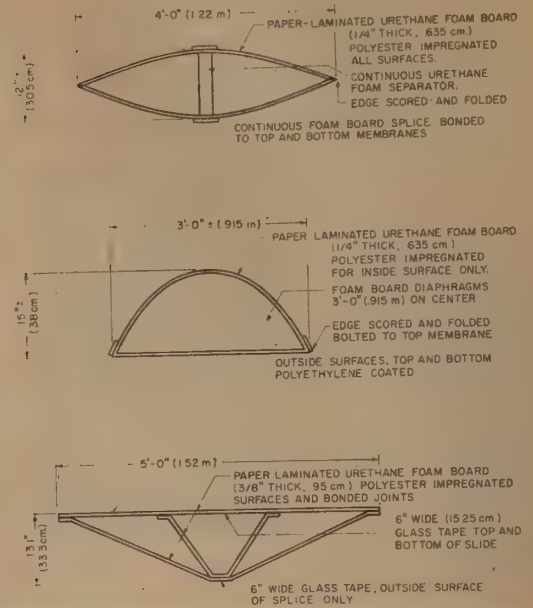 4'-0" (1.22 m)
PAPER-LAMINATED URETHANE FOAM BOARD
(1/4" THICK, .635 cm.)
POLYESTER IMPREGNATED
ALL SURFACES.
12" ±
(30.5 cm)
CONTINUOUS URETHANE
FOAM SEPARATOR.
EDGE SCORED AND FOLDED
CONTINUOUS FOAM BOARD SPLICE BONDED
TO TOP AND BOTTOM MEMBRANES
3'-0" ± (.915 m)
PAPER LAMINATED URETHANE FOAM BOARD
(1/4" THICK, .635 cm)
POLYESTER IMPREGNATED
FOR INSIDE SURFACE ONLY.
15" ±
(38 cm)
FOAM BOARD DIAPHRAGMS
3'-0" (.915 m) ON CENTER
EDGE SCORED AND FOLDED
BOLTED TO TOP MEMBRANE
OUTSIDE SURFACES, TOP AND BOTTOM
POLYETHYLENE COATED
5'-0" (1.52 m)
PAPER LAMINATED URETHANE FOAM BOARD
(3/8" THICK, .95 cm) POLYESTER IMPREGNATED
SURFACES AND BONDED JOINTS
13.1"
(33.3 cm)
6" WIDE (15.25 cm)
GLASS TAPE TOP AND
BOTTOM OF SLIDE
6" WIDE GLASS TAPE, OUTSIDE SURFACE
OF SPLICE ONLY